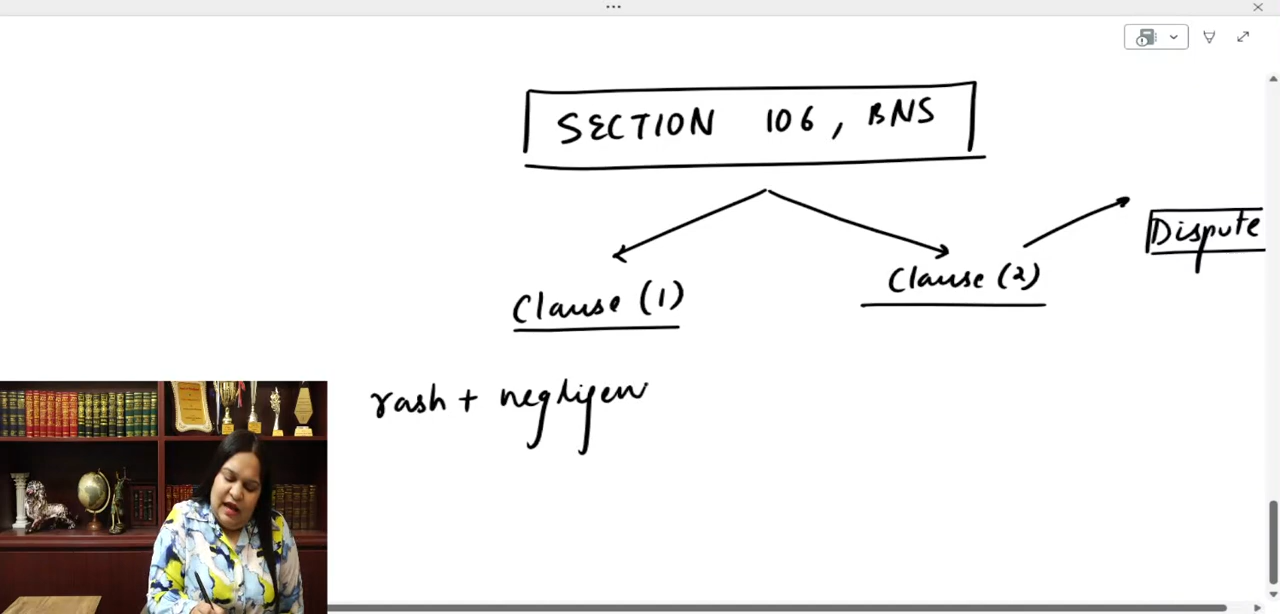 SECTION 106, BNS
Dispute
Clause (1)
Clause (2)
rash + negligen